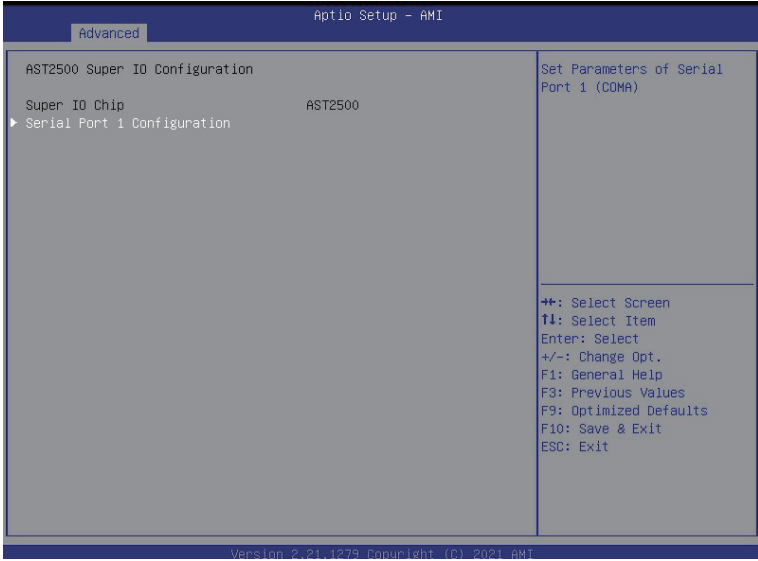 Aptio Setup – AMI
Advanced
AST2500 Super IO Configuration
Super IO Chip AST2500
▶ Serial Port 1 Configuration
Set Parameters of Serial
Port 1 (COMA)
→←: Select Screen
↑↓: Select Item
Enter: Select
+/-: Change Opt.
F1: General Help
F3: Previous Values
F9: Optimized Defaults
F10: Save & Exit
ESC: Exit
Version 2.21.1279 Copyright (C) 2021 AMI